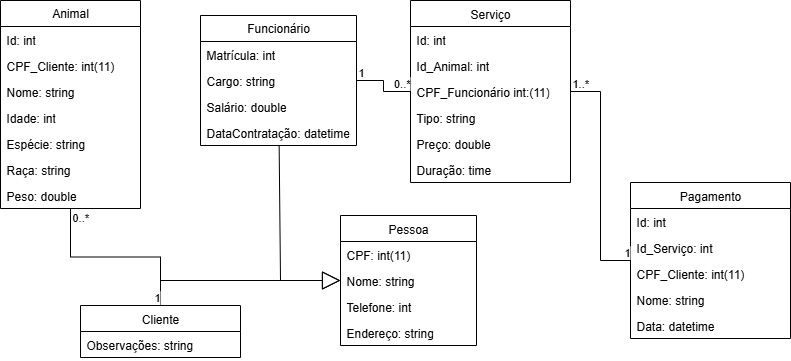 Animal
Id: int
CPF_Cliente: int(11)
Nome: string
Idade: int
Espécie: string
Raça: string
Peso: double
0..*
Funcionário
Matrícula: int
Cargo: string
Salário: double
DataContratação: datetime
1
0..*
Serviço
Id: int
Id_Animal: int
CPF_Funcionário int:(11)
Tipo: string
Preço: double
Duração: time
1..*
1
Pagamento
Id: int
Id_Serviço: int
CPF_Cliente: int(11)
Nome: string
Data: datetime
Pessoa
CPF: int(11)
Nome: string
Telefone: int
Endereço: string
1
Cliente
Observações: string